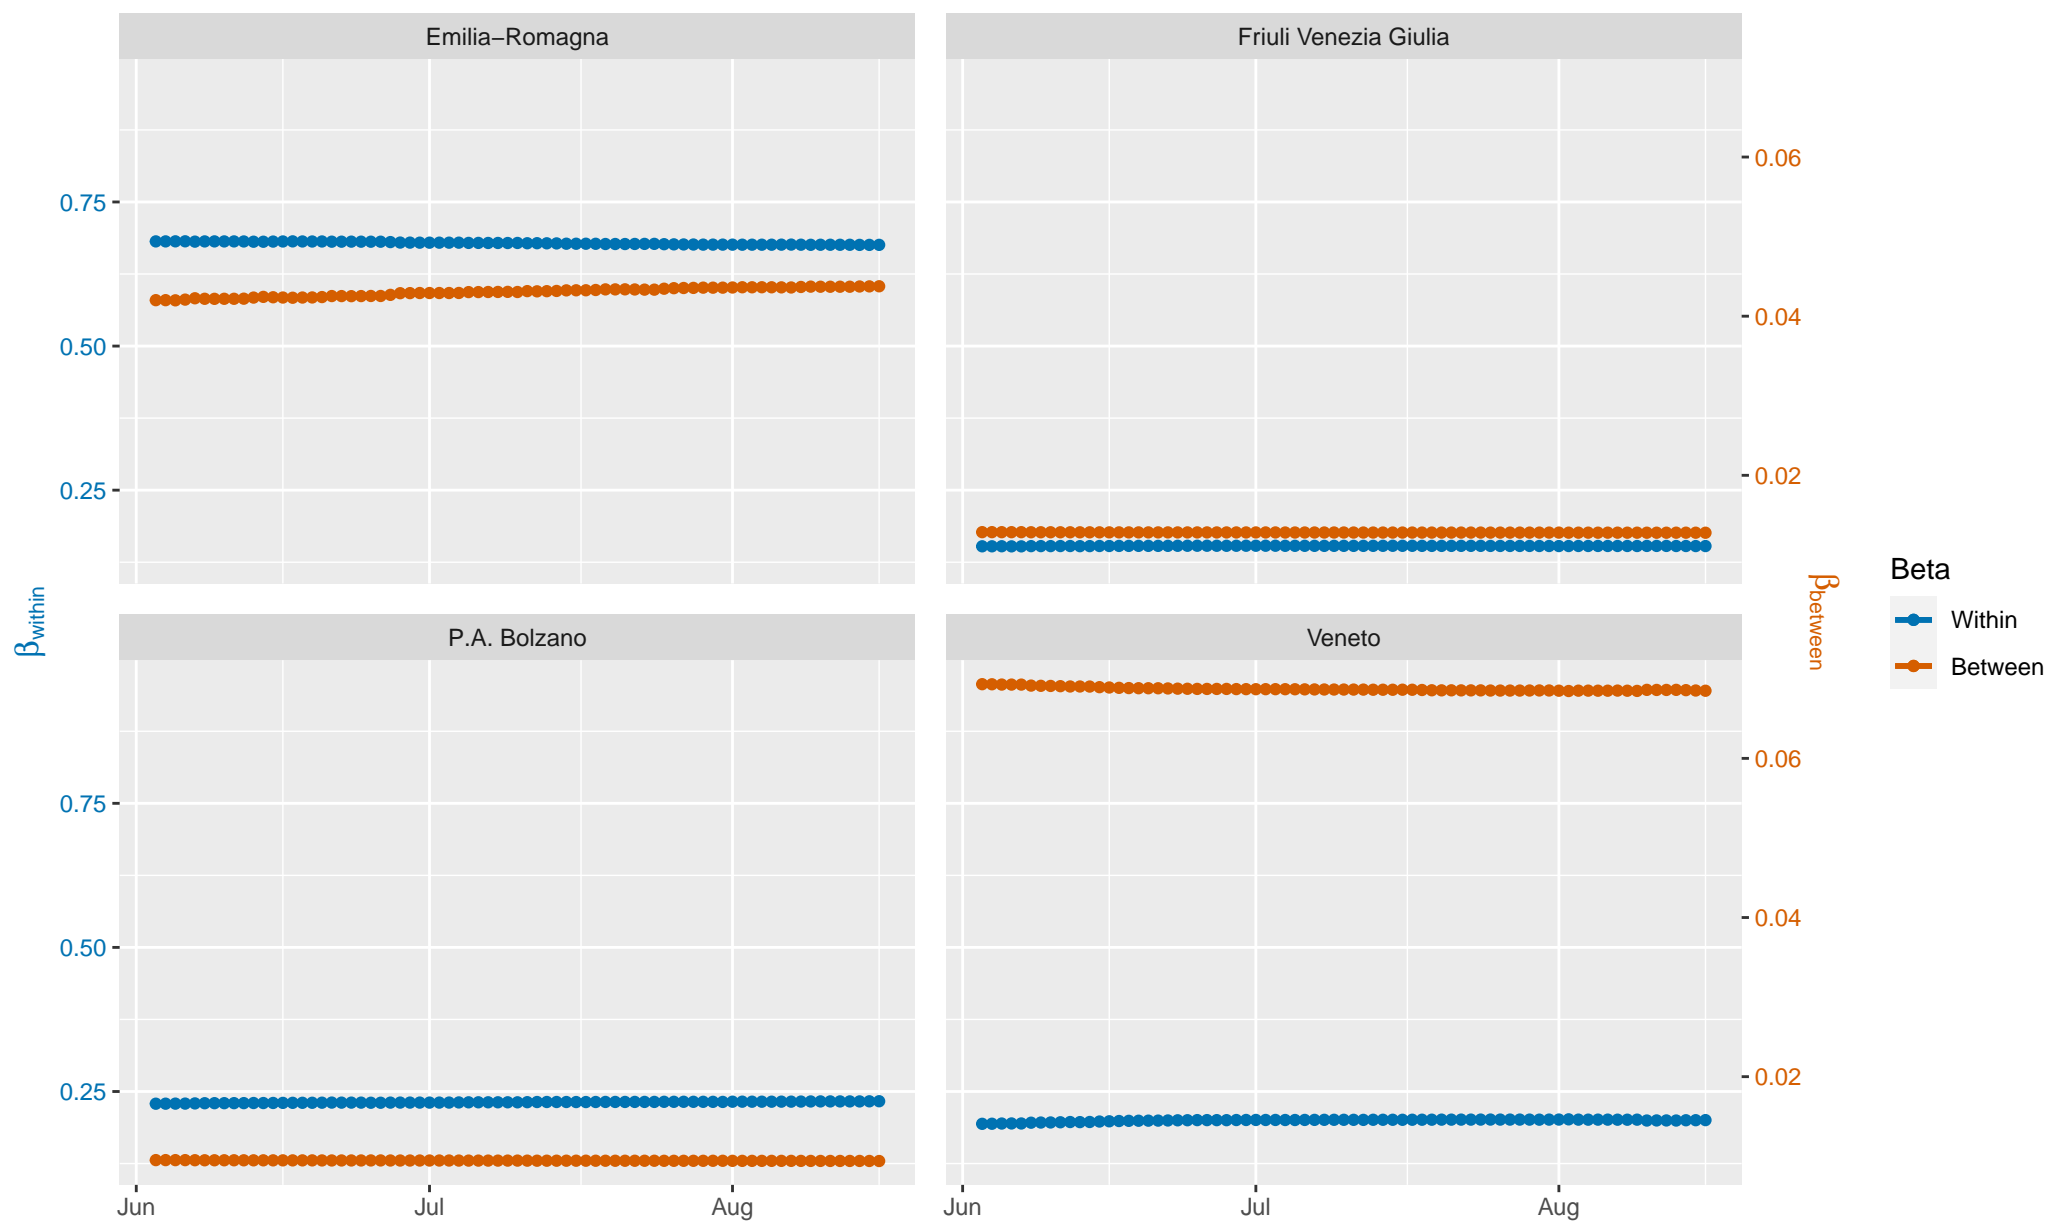 Emilia−Romagna
Friuli Venezia Giulia
0.75
0.50
0.25
0.06
0.04
0.02
βwithin
βbetween
P.A. Bolzano
Veneto
0.75
0.50
0.25
0.06
0.04
0.02
Jun Jul Aug
Jun Jul Aug
Beta
Within
Between